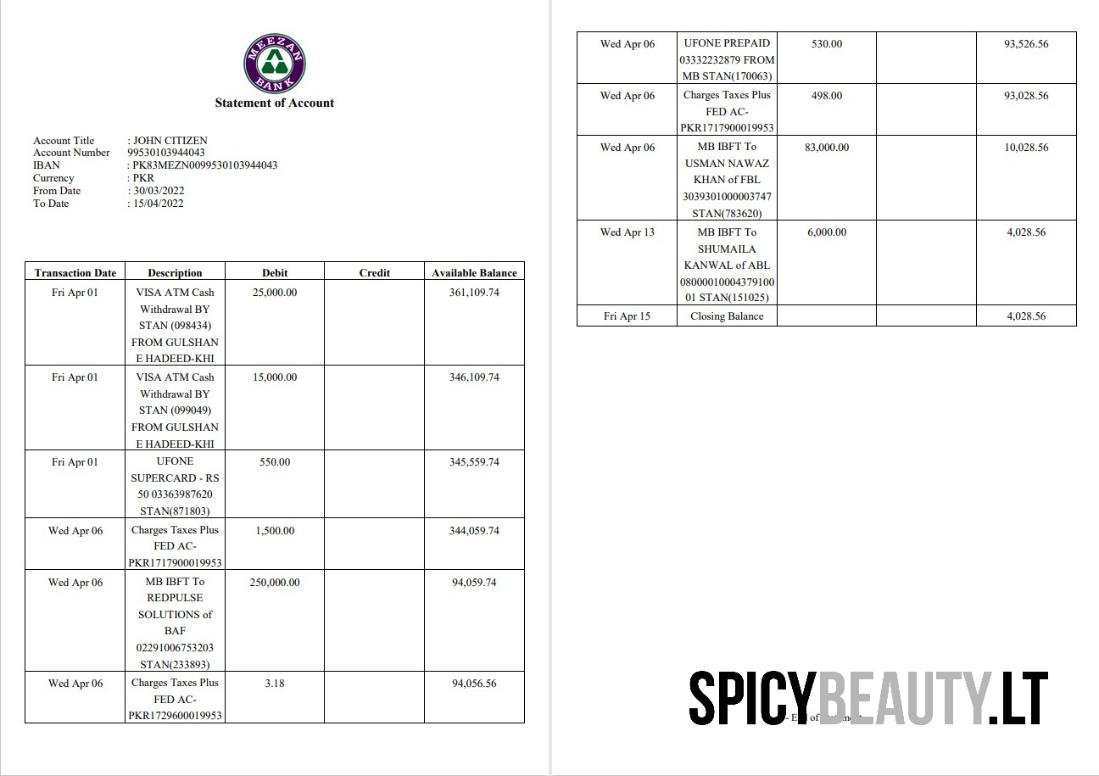 MEEZAN
BANK
Statement of Account
Account Title : JOHN CITIZEN
Account Number 99530103944043
IBAN : PK83MEZN0099530103944043
Currency : PKR
From Date : 30/03/2022
To Date : 15/04/2022
Transaction Date Description Debit Credit Available Balance
Fri Apr 01 VISA ATM Cash 25,000.00 361,109.74
Withdrawal BY
STAN (098434)
FROM GULSHAN
E HADEED-KHI
Fri Apr 01 VISA ATM Cash 15,000.00 346,109.74
Withdrawal BY
STAN (099049)
FROM GULSHAN
E HADEED-KHI
Fri Apr 01 UFONE 550.00 345,559.74
SUPERCARD - RS
50 03363987620
STAN(871803)
Wed Apr 06 Charges Taxes Plus 1,500.00 344,059.74
FED AC-
PKR1717900019953
Wed Apr 06 MB IBFT To 250,000.00 94,059.74
REDPULSE
SOLUTIONS of
BAF
02291006753203
STAN(233893)
Wed Apr 06 Charges Taxes Plus 3.18 94,056.56
FED AC-
PKR1729600019953
Wed Apr 06 UFONE PREPAID 530.00 93,526.56
03332232879 FROM
MB STAN(170063)
Wed Apr 06 Charges Taxes Plus 498.00 93,028.56
FED AC-
PKR1717900019953
Wed Apr 06 MB IBFT To 83,000.00 10,028.56
USMAN NAWAZ
KHAN of FBL
3039301000003747
STAN(783620)
Wed Apr 13 MB IBFT To 6,000.00 4,028.56
SHUMAILA
KANWAL of ABL
08000010004379100
01 STAN(151025)
Fri Apr 15 Closing Balance 4,028.56
SPICYBEAUTY.LT